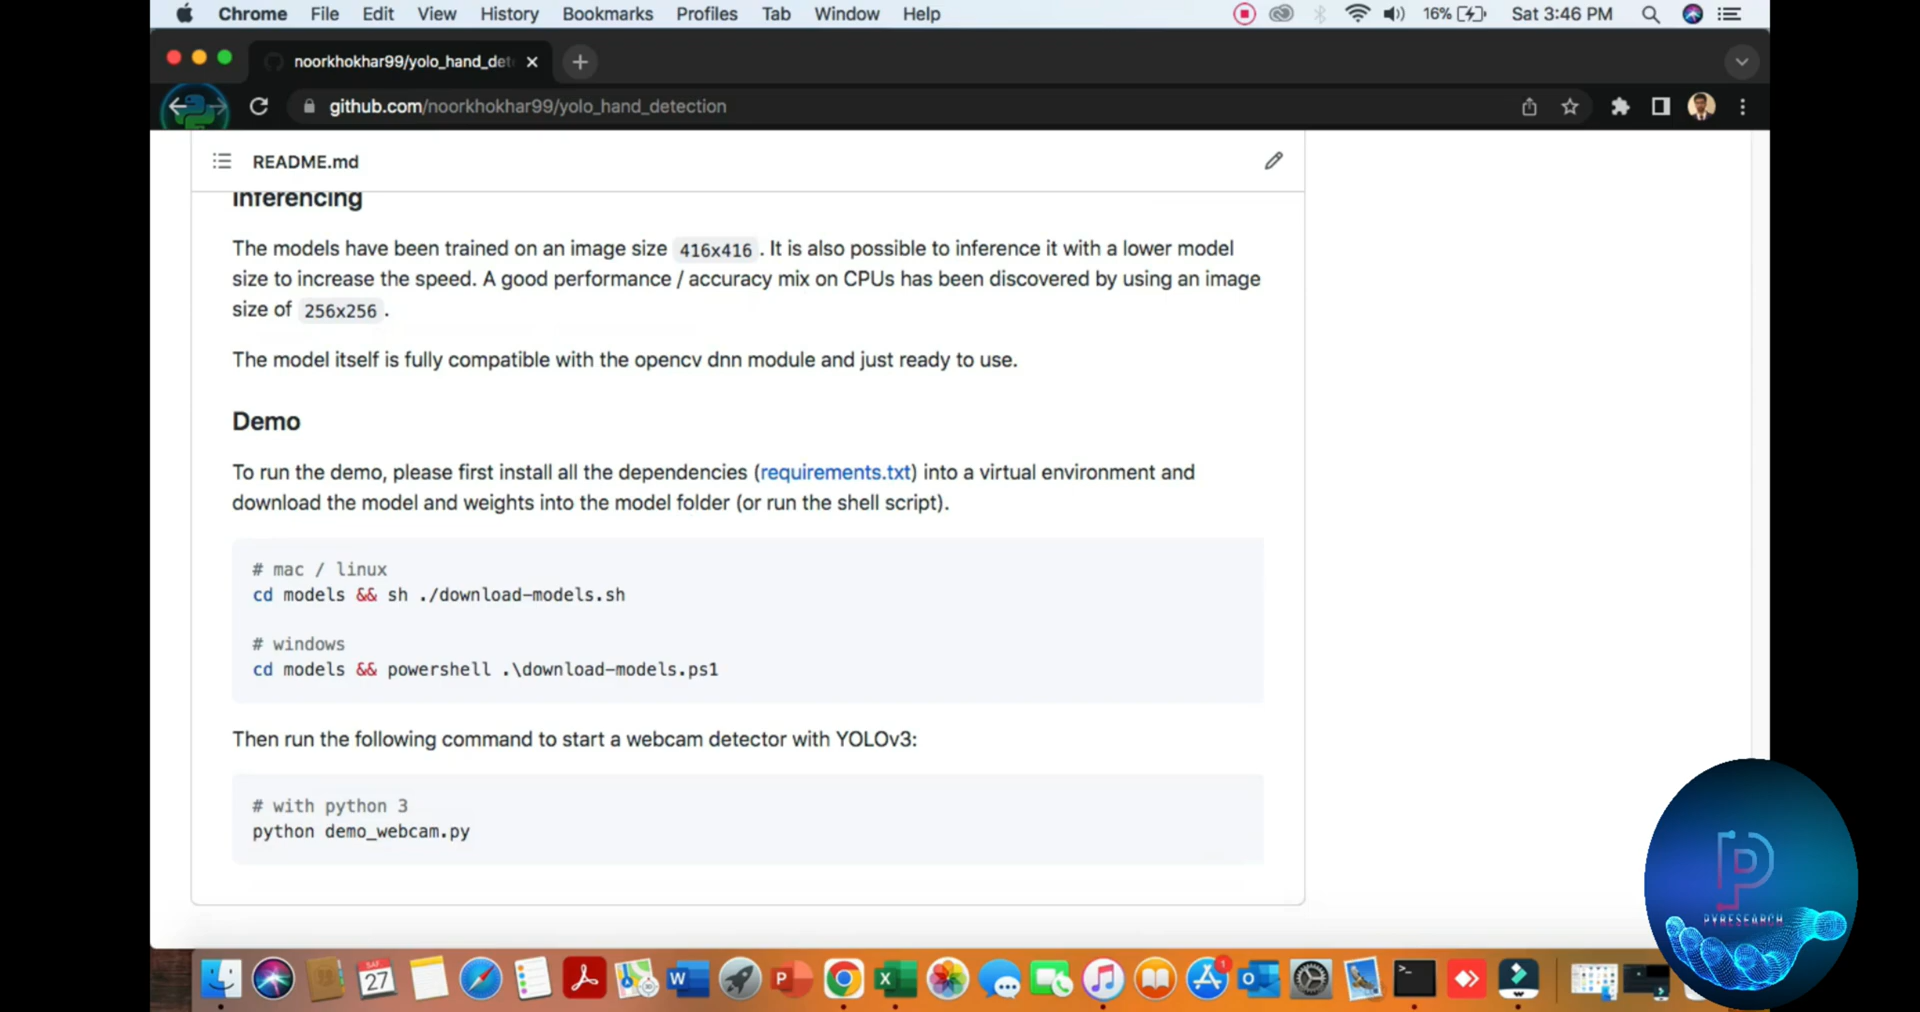 Chrome File Edit View History Bookmarks Profiles Tab Window Help 16% Sat 3:46 PM
noorkhokhar99/yolo_hand_det
github.com/noorkhokhar99/yolo_hand_detection
README.md
Inferencing
The models have been trained on an image size 416x416. It is also possible to inference it with a lower model
size to increase the speed. A good performance / accuracy mix on CPUs has been discovered by using an image
size of 256x256.
The model itself is fully compatible with the opencv dnn module and just ready to use.
Demo
To run the demo, please first install all the dependencies (requirements.txt) into a virtual environment and
download the model and weights into the model folder (or run the shell script).
# mac / linux
cd models && sh ./download-models.sh
# windows
cd models && powershell .\download-models.ps1
Then run the following command to start a webcam detector with YOLOv3:
# with python 3
python demo_webcam.py
PYRESEARCH
SAT
27
W
P
X
1
O
>_